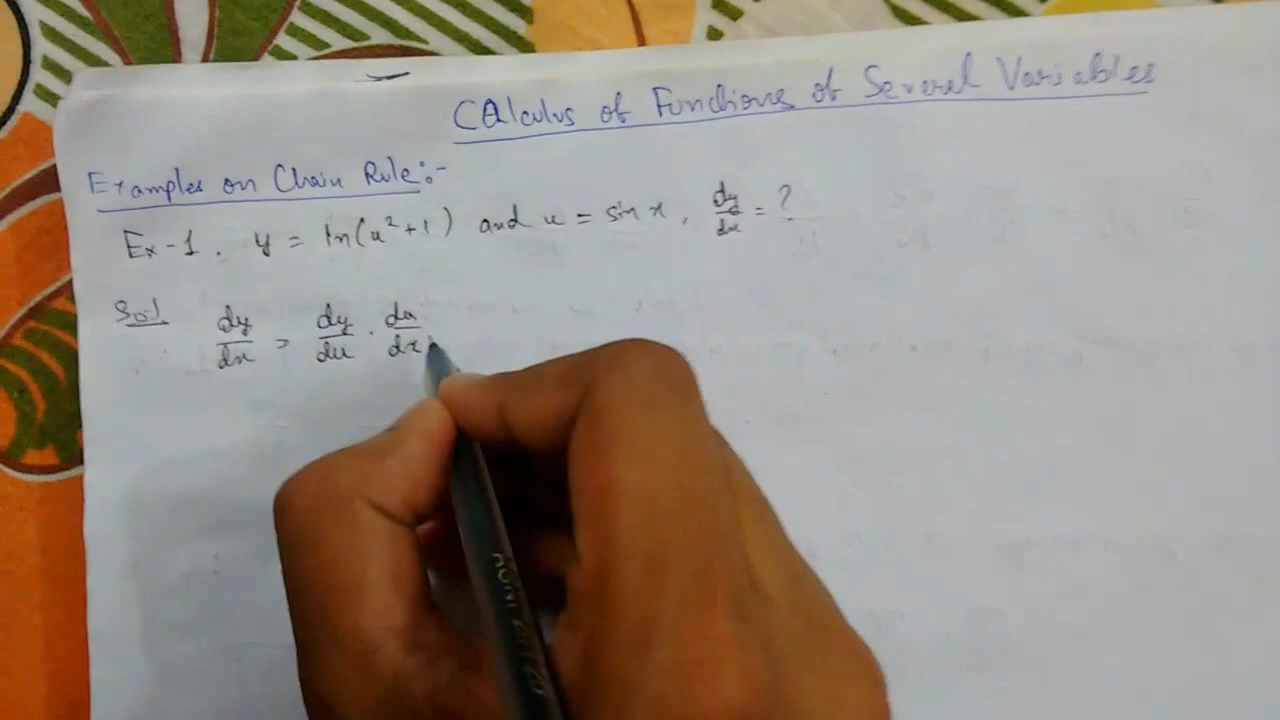 CAlculus of Functions of Several Variables
Examples on Chain Rule:-
Ex-1. y = ln(u²+1) and u = sin x, dy/dx = ?
Sol dy/dx = dy/du . du/dx